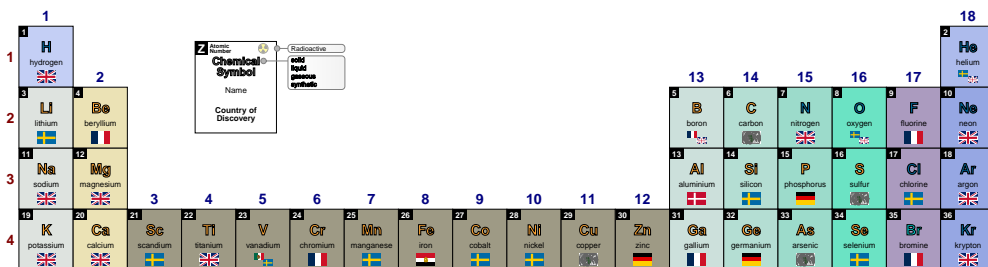 1
18
1
1
H
hydrogen
2
He
helium
Z Atomic Number
Chemical Symbol
Name
Country of Discovery
Radioactive
solid
liquid
gaseous
synthetic
2
13 14 15 16 17
2
3 4 5 6 7 8 9 10
Li Be B C N O F Ne
lithium beryllium boron carbon nitrogen oxygen fluorine neon
3
11 12 13 14 15 16 17 18
Na Mg Al Si P S Cl Ar
sodium magnesium aluminium silicon phosphorus sulfur chlorine argon
3 4 5 6 7 8 9 10 11 12
4
19 20 21 22 23 24 25 26 27 28 29 30 31 32 33 34 35 36
K Ca Sc Ti V Cr Mn Fe Co Ni Cu Zn Ga Ge As Se Br Kr
potassium calcium scandium titanium vanadium chromium manganese iron cobalt nickel copper zinc gallium germanium arsenic selenium bromine krypton